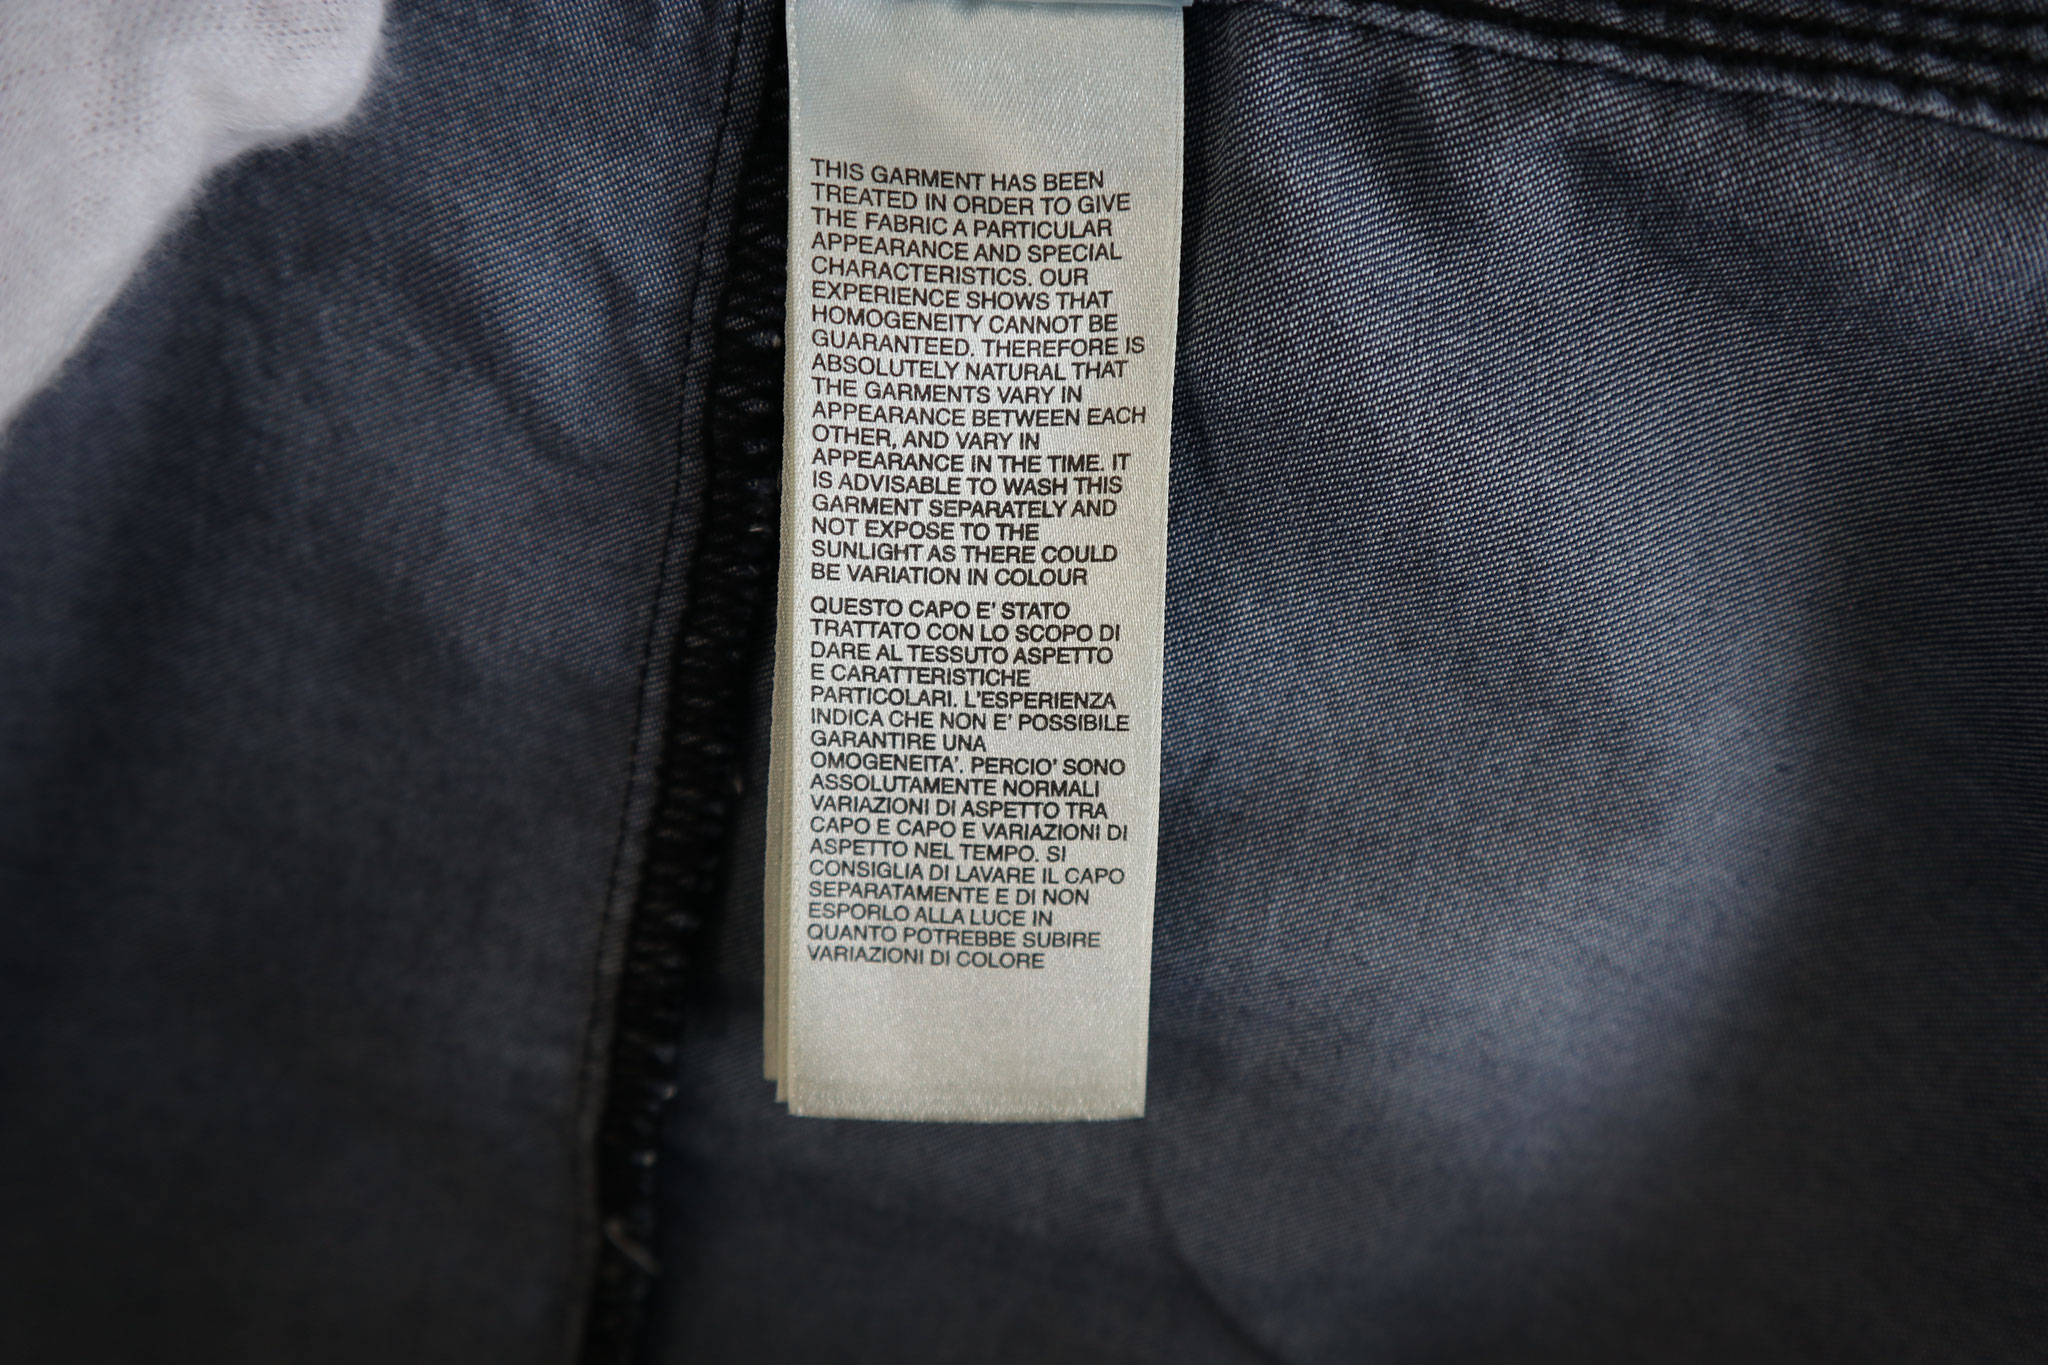 THIS GARMENT HAS BEEN
TREATED IN ORDER TO GIVE
THE FABRIC A PARTICULAR
APPEARANCE AND SPECIAL
CHARACTERISTICS. OUR
EXPERIENCE SHOWS THAT
HOMOGENEITY CANNOT BE
GUARANTEED. THEREFORE IS
ABSOLUTELY NATURAL THAT
THE GARMENTS VARY IN
APPEARANCE BETWEEN EACH
OTHER, AND VARY IN
APPEARANCE IN THE TIME. IT
IS ADVISABLE TO WASH THIS
GARMENT SEPARATELY AND
NOT EXPOSE TO THE
SUNLIGHT AS THERE COULD
BE VARIATION IN COLOUR
QUESTO CAPO E' STATO
TRATTATO CON LO SCOPO DI
DARE AL TESSUTO ASPETTO
E CARATTERISTICHE
PARTICOLARI. L'ESPERIENZA
INDICA CHE NON E' POSSIBILE
GARANTIRE UNA
OMOGENEITA'. PERCIO' SONO
ASSOLUTAMENTE NORMALI
VARIAZIONI DI ASPETTO TRA
CAPO E CAPO E VARIAZIONI DI
ASPETTO NEL TEMPO. SI
CONSIGLIA DI LAVARE IL CAPO
SEPARATAMENTE E DI NON
ESPORLO ALLA LUCE IN
QUANTO POTREBBE SUBIRE
VARIAZIONI DI COLORE